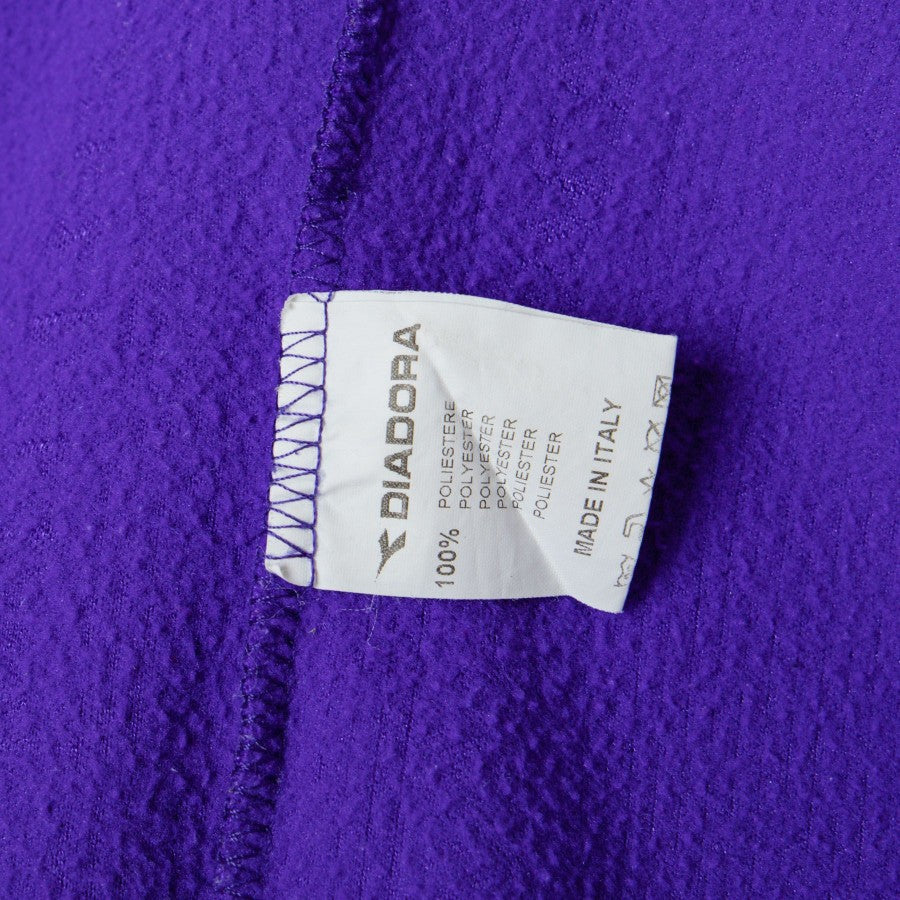 DIADORA
100% POLIESTERE
POLYESTER
POLYESTER
POLYESTER
POLIESTER
POLIESTER
MADE IN ITALY